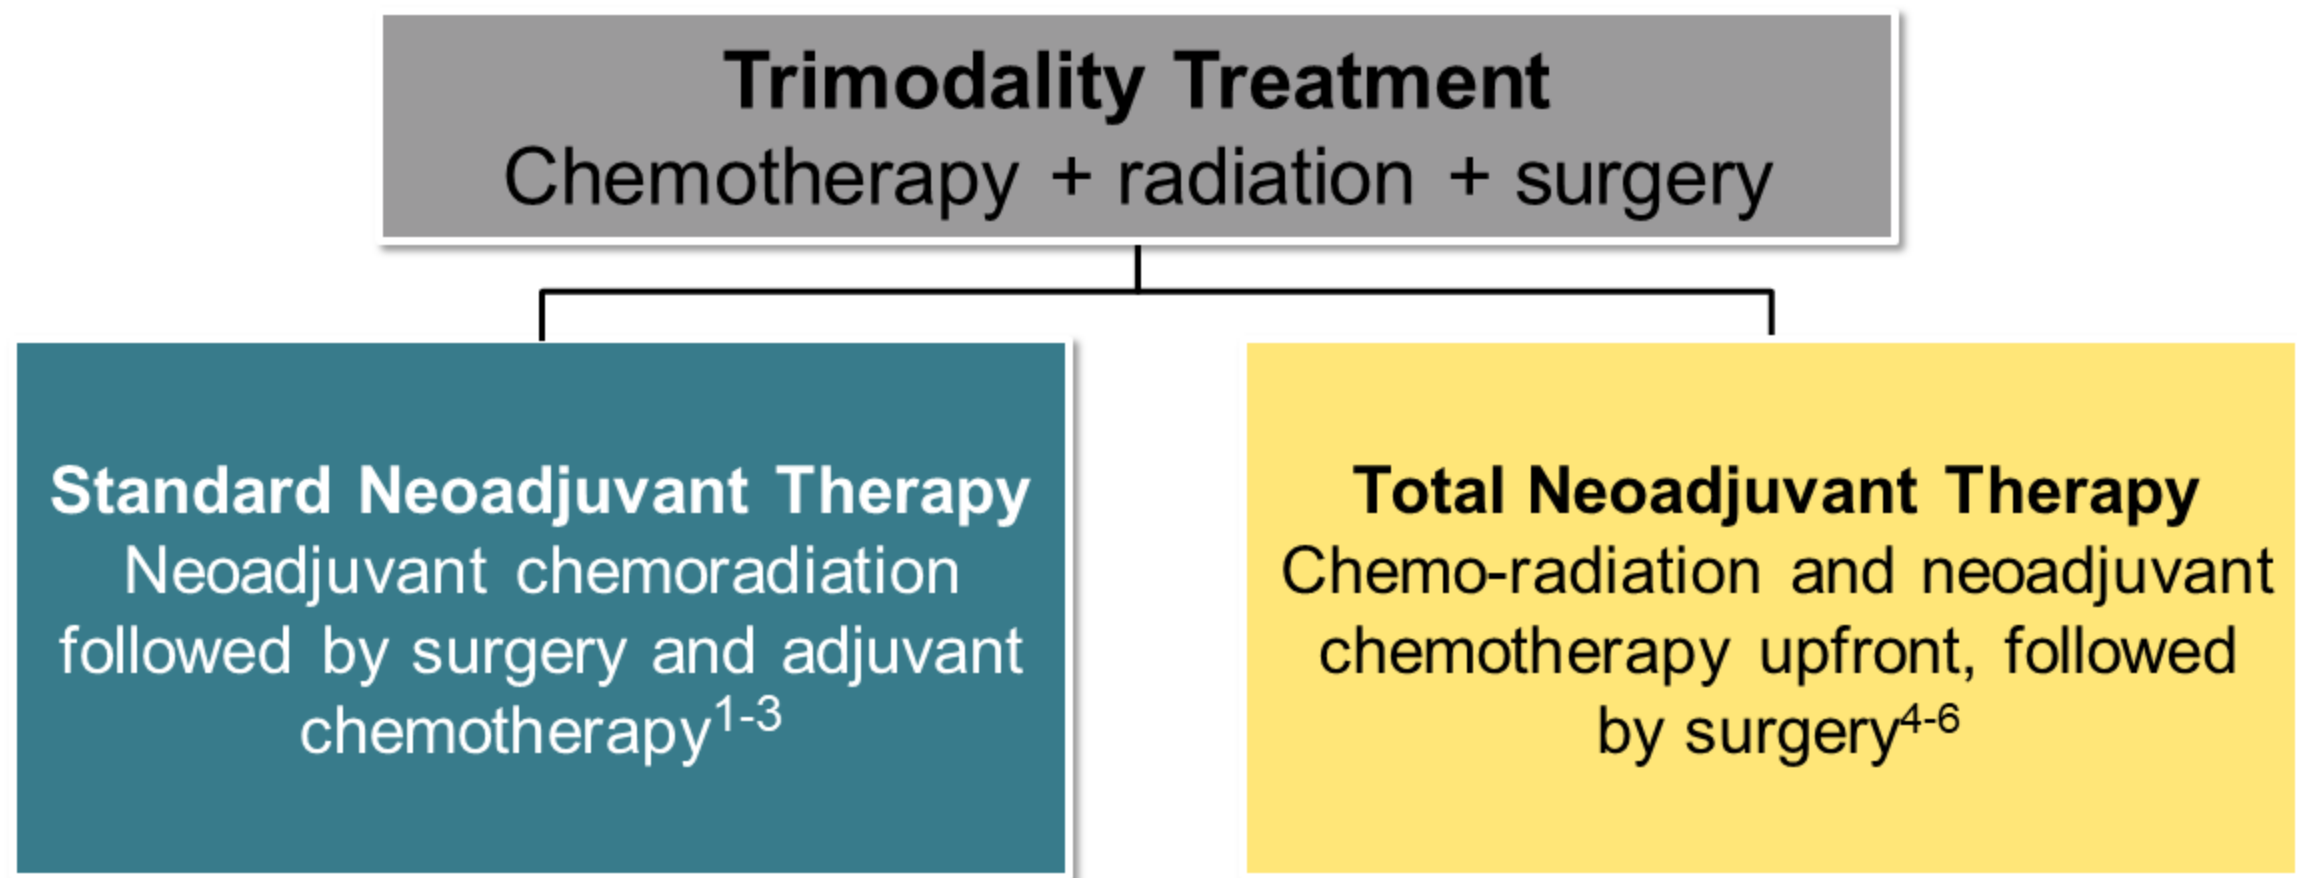 Trimodality Treatment
Chemotherapy + radiation + surgery
Standard Neoadjuvant Therapy
Neoadjuvant chemoradiation
followed by surgery and adjuvant
chemotherapy1-3
Total Neoadjuvant Therapy
Chemo-radiation and neoadjuvant
chemotherapy upfront, followed
by surgery4-6